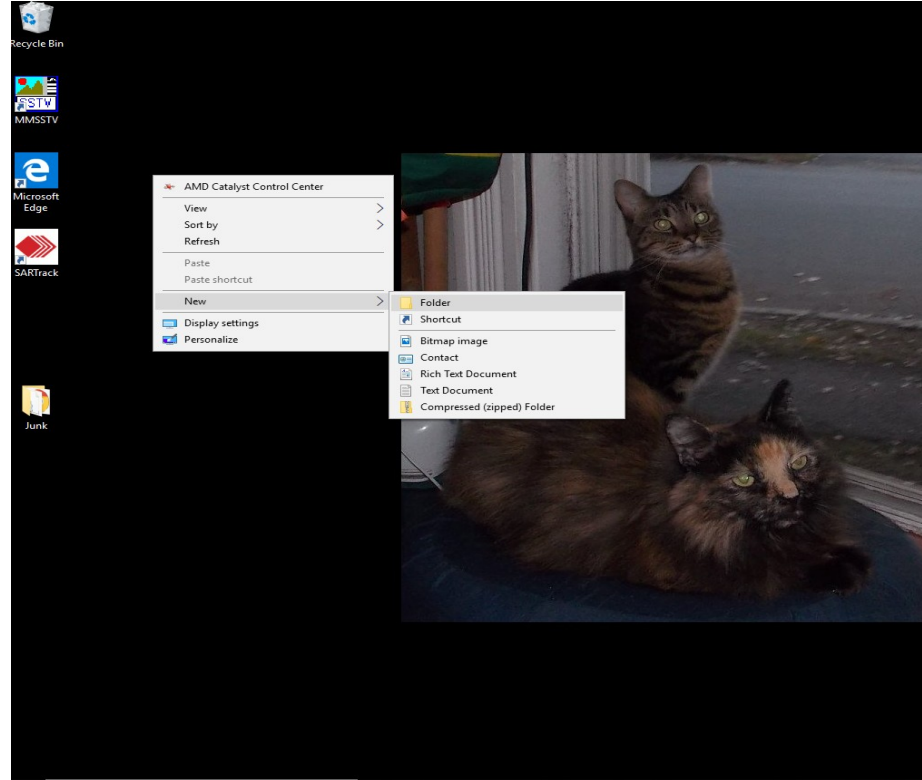 Recycle Bin
SSTV
MMSSTV
Microsoft
Edge
SARTrack
Junk
AMD Catalyst Control Center
View
Sort by
Refresh
Paste
Paste shortcut
New
Display settings
Personalize
Folder
Shortcut
Bitmap image
Contact
Rich Text Document
Text Document
Compressed (zipped) Folder